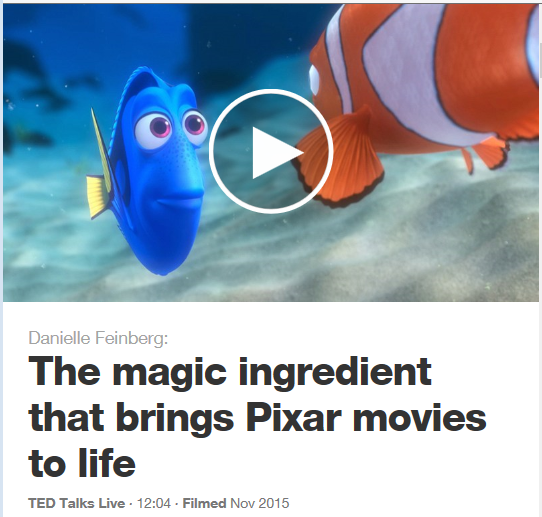 Danielle Feinberg:
The magic ingredient
that brings Pixar movies
to life
TED Talks Live · 12:04 · Filmed Nov 2015